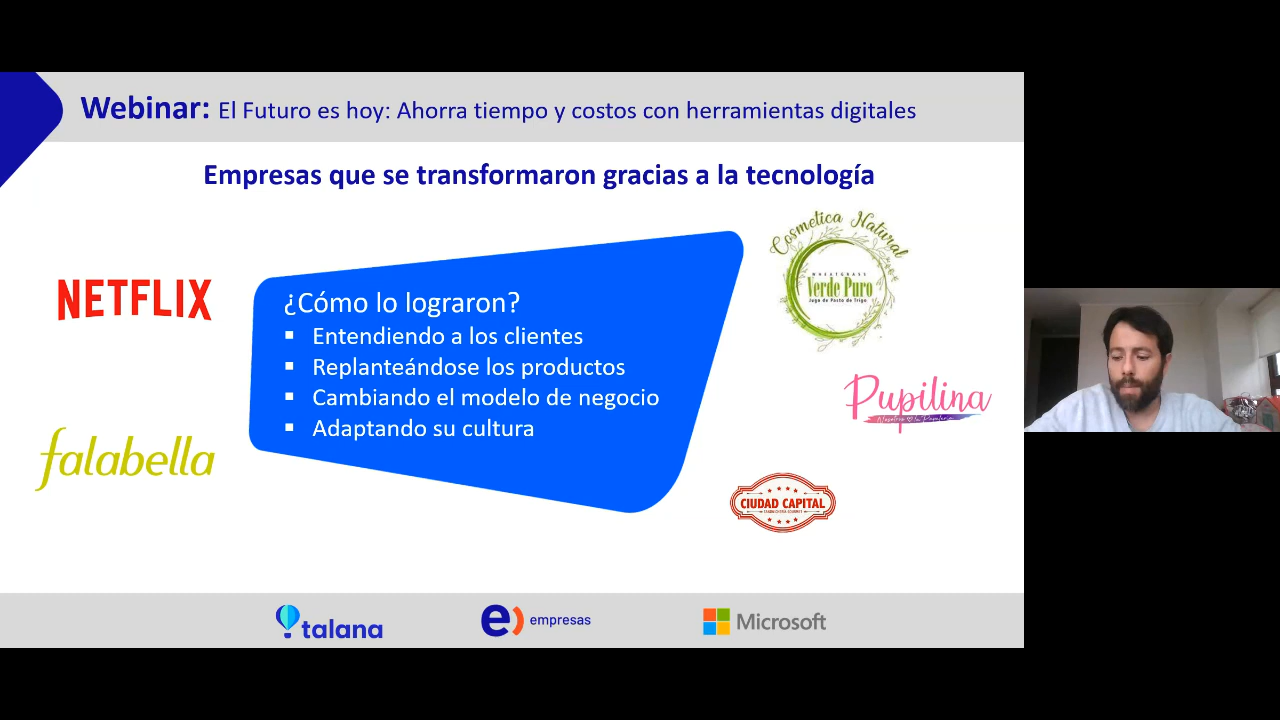 Webinar: El Futuro es hoy: Ahorra tiempo y costos con herramientas digitales
Empresas que se transformaron gracias a la tecnología
NETFLIX
falabella
¿Cómo lo lograron?
Entendiendo a los clientes
Replanteándose los productos
Cambiando el modelo de negocio
Adaptando su cultura
Cosmetica Natural
WHEATGRASS
Verde Puro
Jugo de Pasto de Trigo
Pupilina
CIUDAD CAPITAL
talana
e) empresas
Microsoft